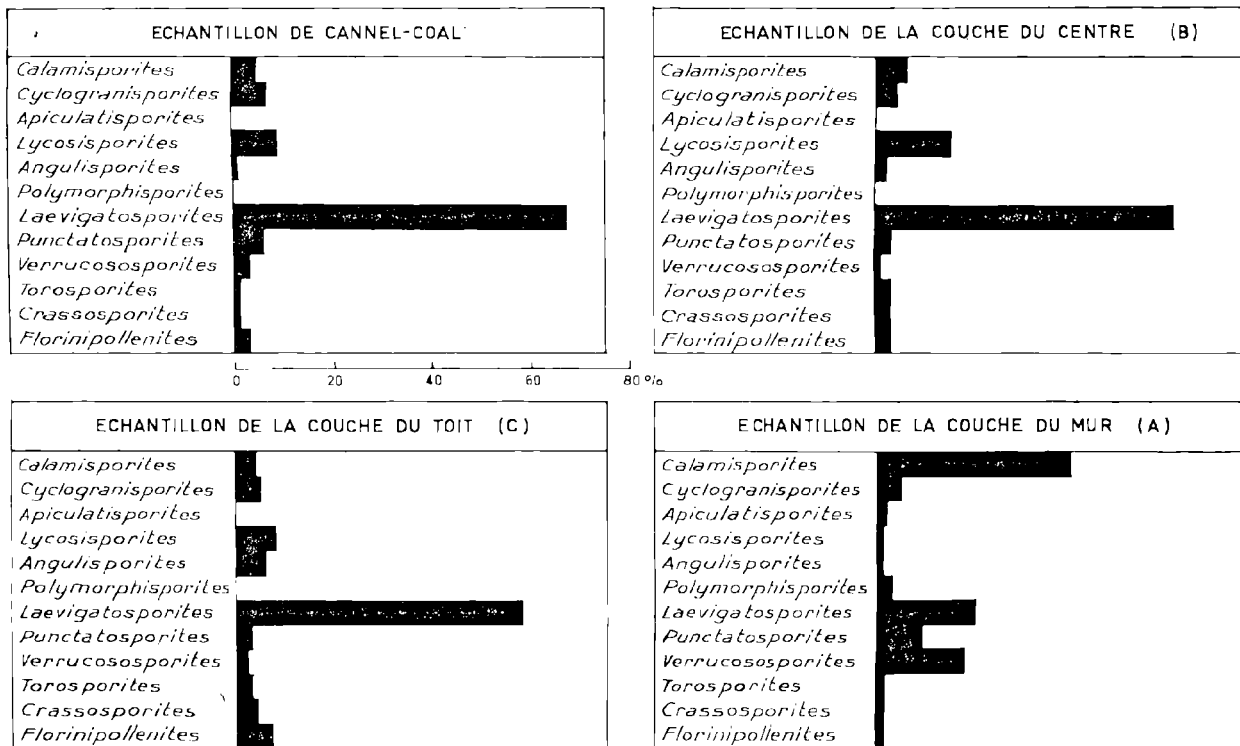 ECHANTILLON DE CANNEL-COAL
Calamisporites
Cyclogranisporites
Apiculatisporites
Lycosisporites
Angulisporites
Polymorphisporites
Laevigatosporites
Punctatosporites
Verrucososporites
Torosporites
Crassosporites
Florinipollenites
0 20 40 60 80 %
ECHANTILLON DE LA COUCHE DU CENTRE (B)
Calamisporites
Cyclogranisporites
Apiculatisporites
Lycosisporites
Angulisporites
Polymorphisporites
Laevigatosporites
Punctatosporites
Verrucososporites
Torosporites
Crassosporites
Florinipollenites
ECHANTILLON DE LA COUCHE DU TOIT (C)
Calamisporites
Cyclogranisporites
Apiculatisporites
Lycosisporites
Angulisporites
Polymorphisporites
Laevigatosporites
Punctatosporites
Verrucososporites
Torosporites
Crassosporites
Florinipollenites
ECHANTILLON DE LA COUCHE DU MUR (A)
Calamisporites
Cyclogranisporites
Apiculatisporites
Lycosisporites
Angulisporites
Polymorphisporites
Laevigatosporites
Punctatosporites
Verrucososporites
Torosporites
Crassosporites
Florinipollenites